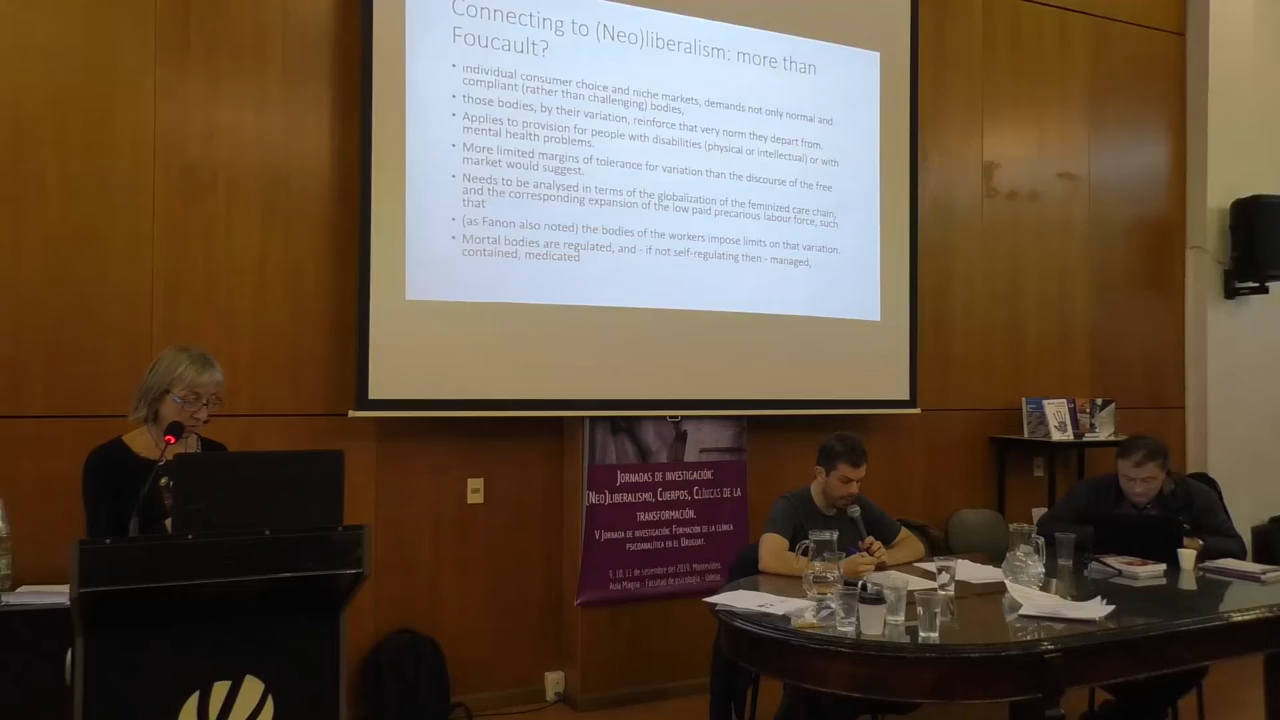 Connecting to (Neo)liberalism: more than
Foucault?
• individual consumer choice and niche markets, demands not only normal and
compliant (rather than challenging) bodies,
• those bodies, by their variation, reinforce that very norm they depart from.
• Applies to provision for people with disabilities (physical or intellectual) or with
mental health problems.
• More limited margins of tolerance for variation than the discourse of the free
market would suggest.
• Needs to be analysed in terms of the globalization of the feminized care chain,
and the corresponding expansion of the low paid precarious labour force, such
that
• (as Fanon also noted) the bodies of the workers impose limits on that variation.
• Mortal bodies are regulated, and - if not self-regulating then - managed,
contained, medicated
Jornadas de investigación:
(Neo)liberalismo, Cuerpos, Clínicas de la
transformación.
V Jornada de investigación: Formación de la clínica
psicoanalítica en el Uruguay.
9, 10, 11 de setiembre del 2019. Montevideo
Aula Magna - Facultad de psicología - Udelar